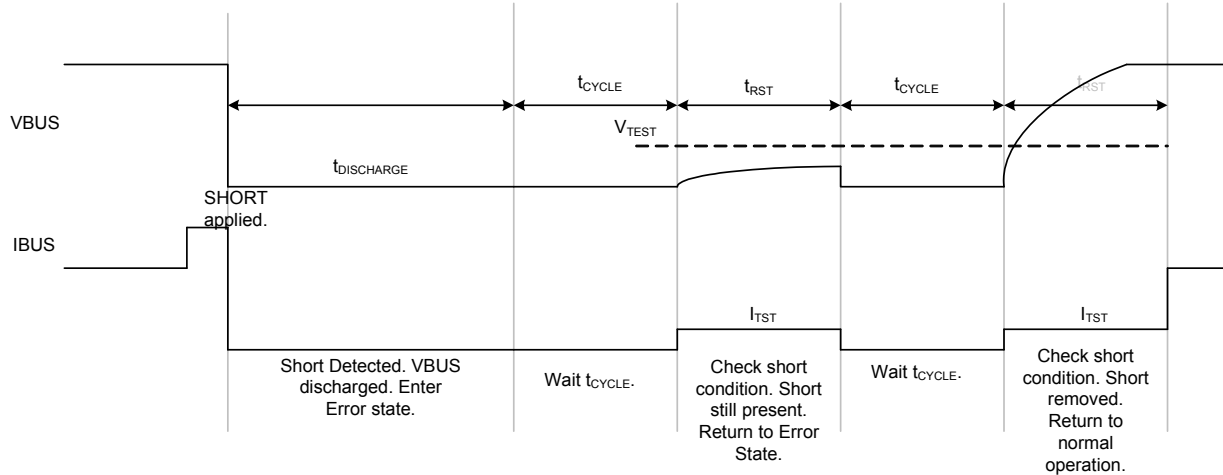 tCYCLE
tRST
tCYCLE
tRST
VBUS
VTEST
tDISCHARGE
SHORT
applied.
IBUS
ITST
ITST
Short Detected. VBUS
discharged. Enter
Error state.
Wait tCYCLE.
Check short
condition. Short
still present.
Return to Error
State.
Wait tCYCLE.
Check short
condition. Short
removed.
Return to
normal
operation.